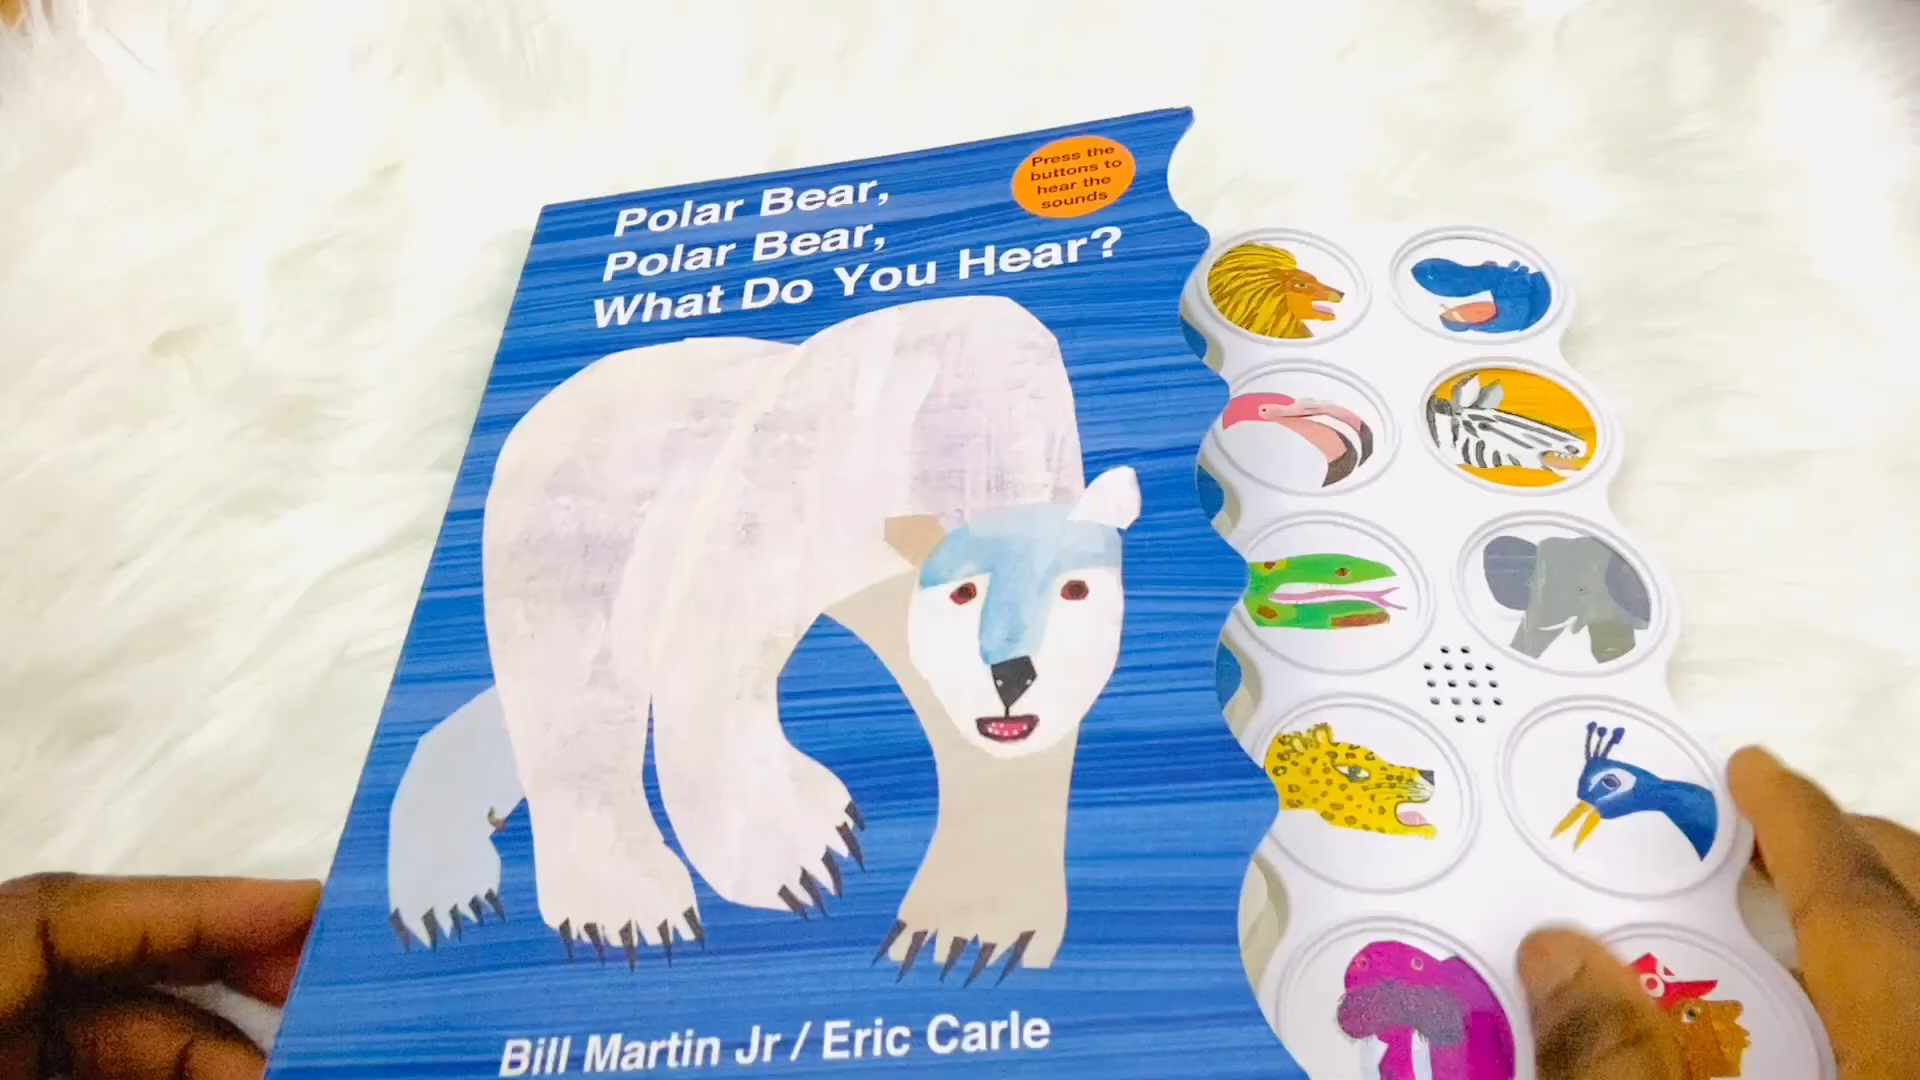 Polar Bear,
Polar Bear,
What Do You Hear?
Press the
buttons to
hear the
sounds
Bill Martin Jr / Eric Carle